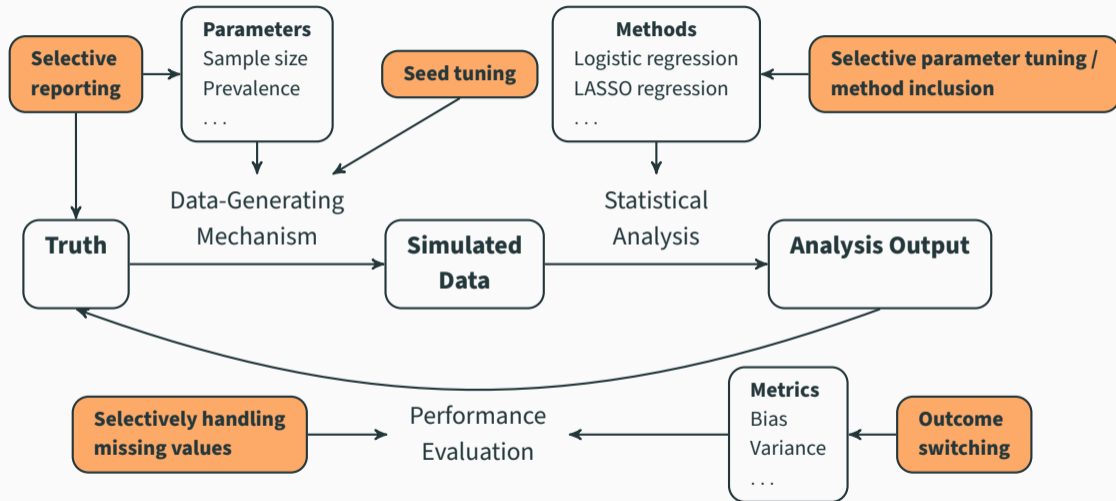 Selective
reporting
Parameters
Sample size
Prevalence
. . .
Seed tuning
Methods
Logistic regression
LASSO regression
. . .
Selective parameter tuning /
method inclusion
Data-Generating
Mechanism
Statistical
Analysis
Truth
Simulated
Data
Analysis Output
Selectively handling
missing values
Performance
Evaluation
Metrics
Bias
Variance
. . .
Outcome
switching